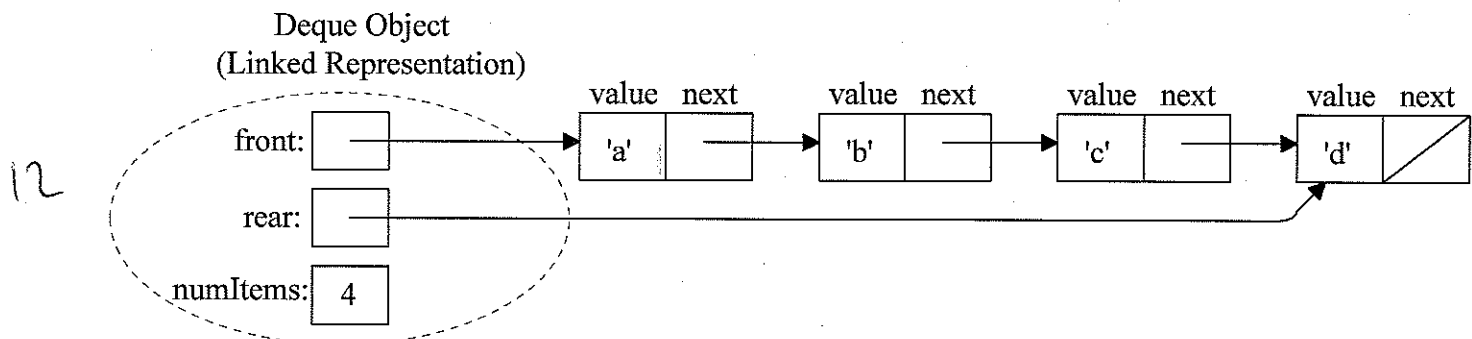 Deque Object
(Linked Representation)
value next value next value next value next
front: 'a' 'b' 'c' 'd'
12
rear:
numItems: 4